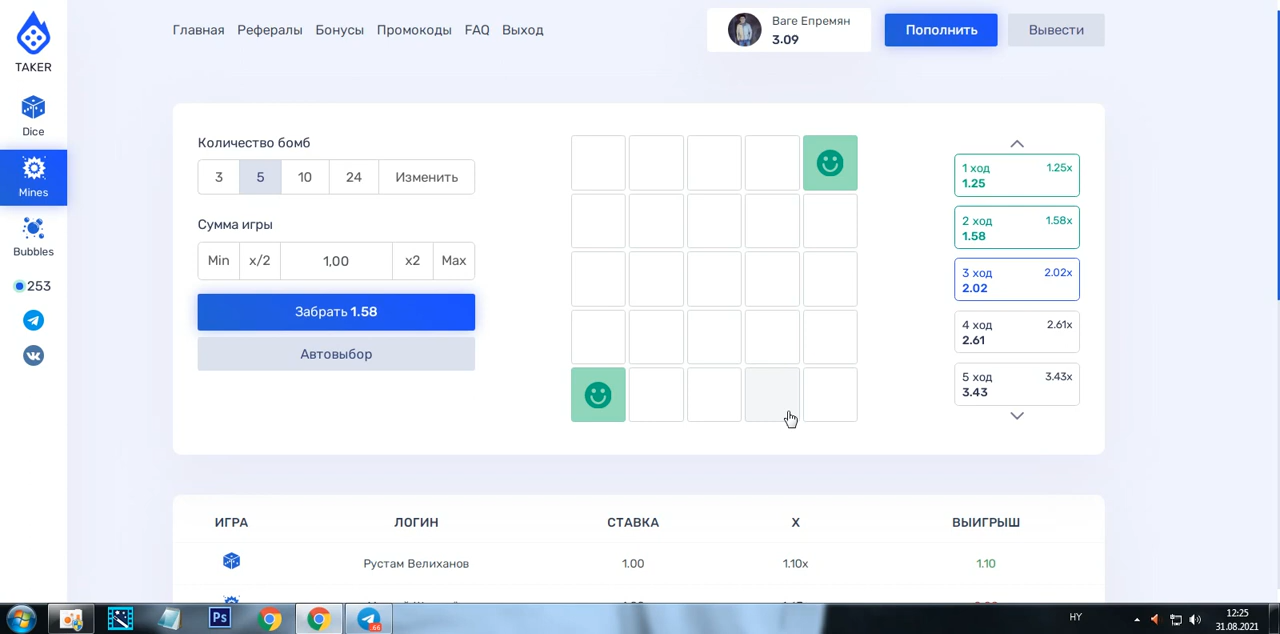 Главная Рефералы Бонусы Промокоды FAQ Выход
Ваге Епремян
3.09
Пополнить
Вывести
TAKER
Dice
Mines
Bubbles
253
Количество бомб
3 5 10 24 Изменить
Сумма игры
Min x/2 1,00 x2 Max
Забрать 1.58
Автовыбор
1 ход 1.25x
1.25
2 ход 1.58x
1.58
3 ход 2.02x
2.02
4 ход 2.61x
2.61
5 ход 3.43x
3.43
ИГРА ЛОГИН СТАВКА X ВЫИГРЫШ
Рустам Велиханов 1.00 1.10x 1.10
Ps
66
HY
12:25
31.08.2021